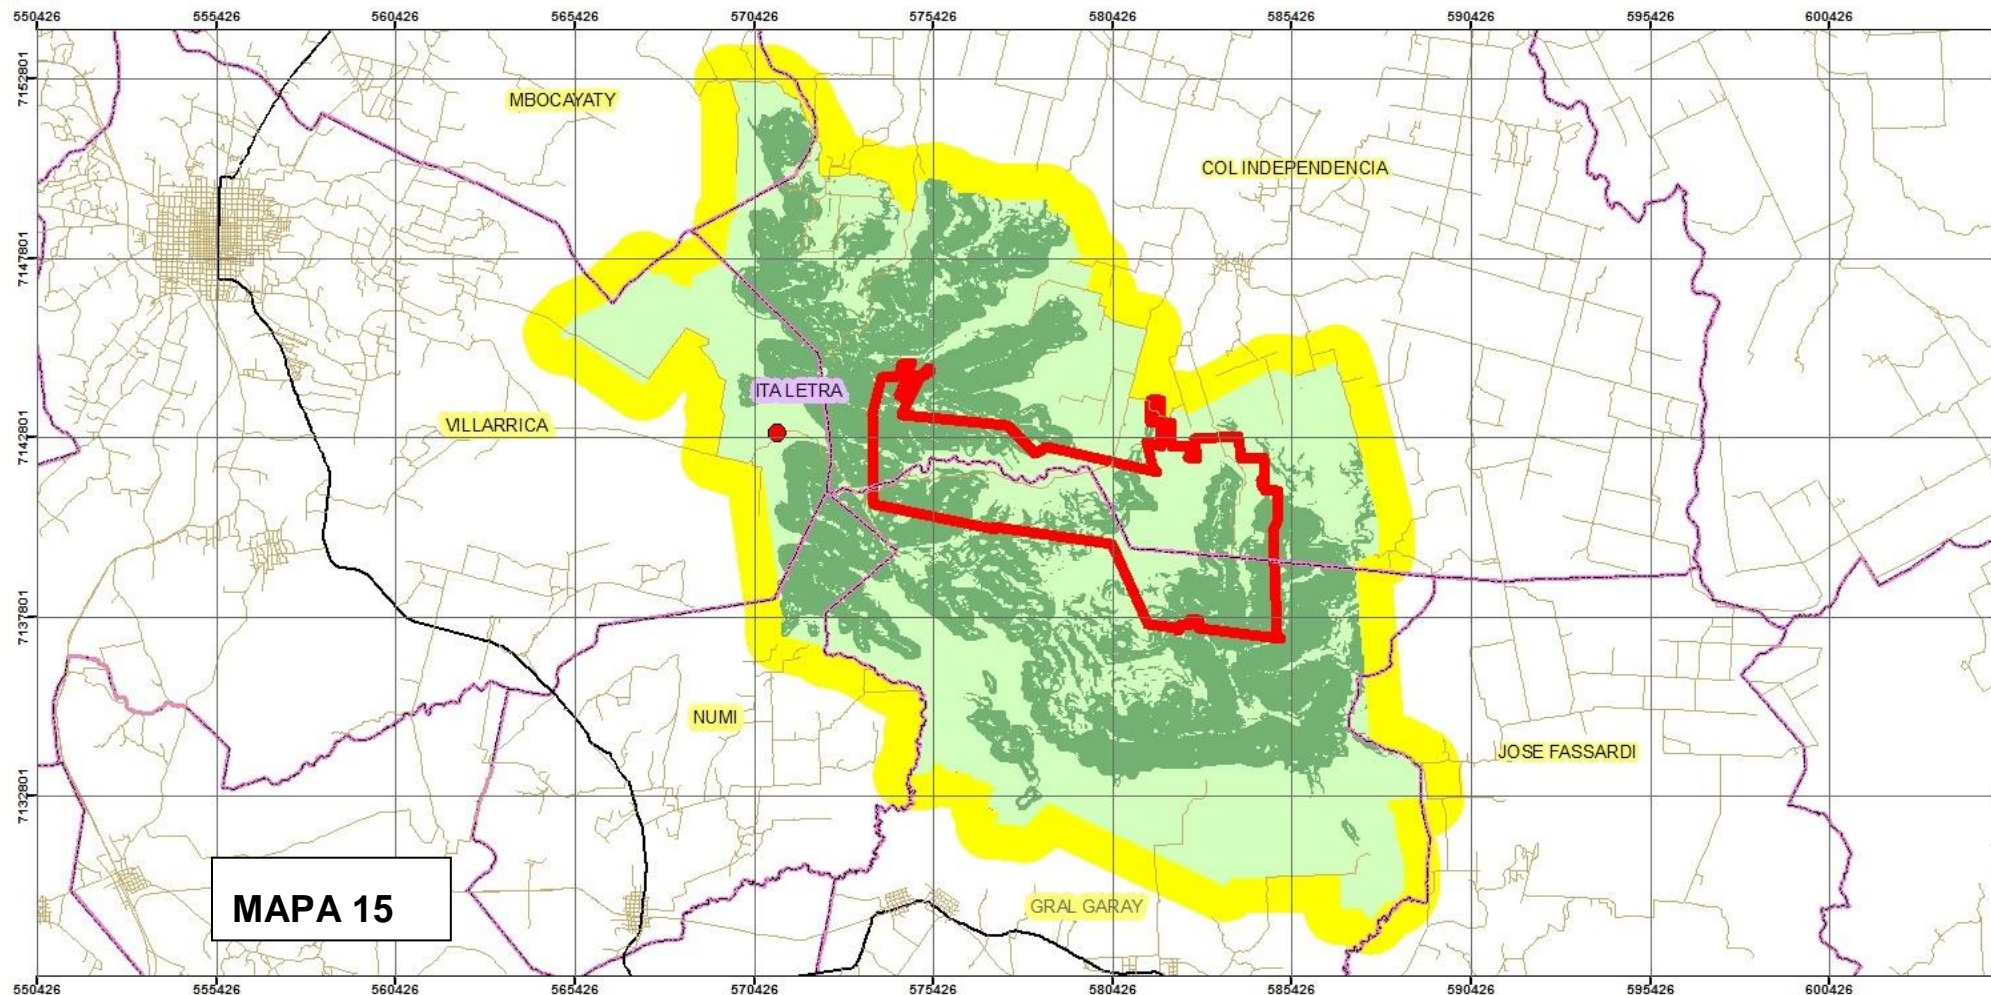 550426 555426 560426 565426 570426 575426 580426 585426 590426 595426 600426
7152801
MBOCAYATY
COL INDEPENDENCIA
7147801
ITA LETRA
VILLARRICA
7142801
7137801
NUMI
JOSE FASSARDI
7132801
MAPA 15
GRAL GARAY
550426 555426 560426 565426 570426 575426 580426 585426 590426 595426 600426